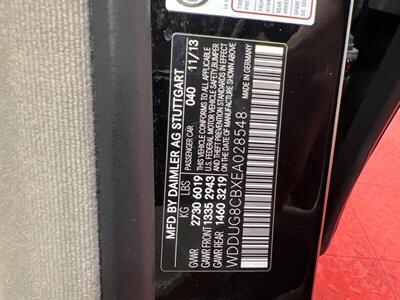 MFD BY DAIMLER AG STUTTGART
PASSENGER CAR 040 11/13
KG LBS
GVWR 2730 6019
GAWR FRONT 1335 2943
GAWR REAR 1460 3219
THIS VEHICLE CONFORMS TO ALL APPLICABLE
U.S. FEDERAL MOTOR VEHICLE SAFETY, BUMPER,
AND THEFT PREVENTION STANDARDS IN EFFECT
ON THE DATE OF MANUFACTURE SHOWN ABOVE.
MADE IN GERMANY
WDDUG8CBXEA028548